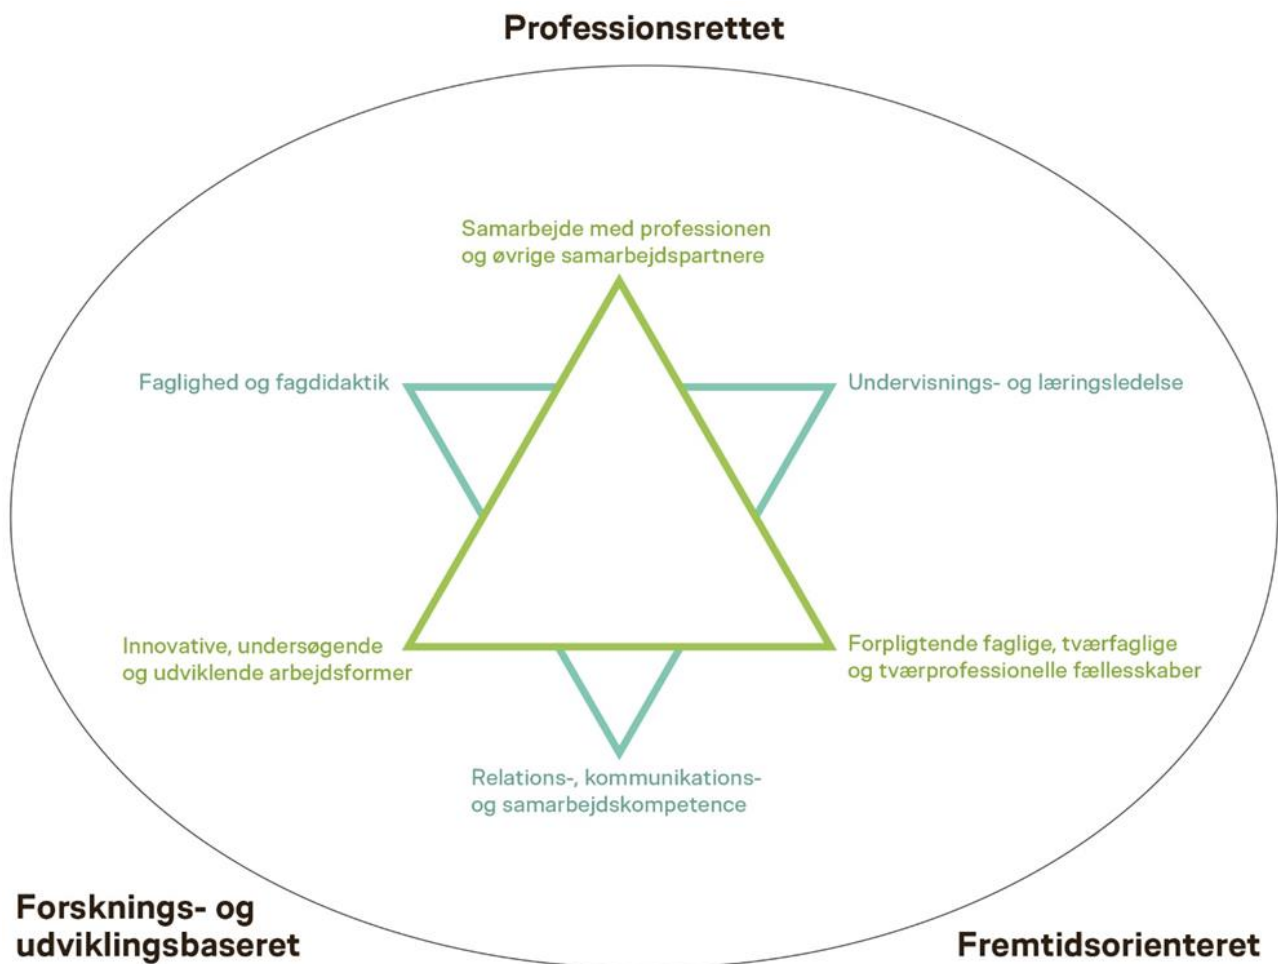 Professionsrettet
Samarbejde med professionen
og øvrige samarbejdspartnere
Faglighed og fagdidaktik
Undervisnings- og læringsledelse
Innovative, undersøgende
og udviklende arbejdsformer
Forpligtende faglige, tværfaglige
og tværprofessionelle fællesskaber
Relations-, kommunikations-
og samarbejdskompetence
Forsknings- og
udviklingsbaseret
Fremtidsorienteret